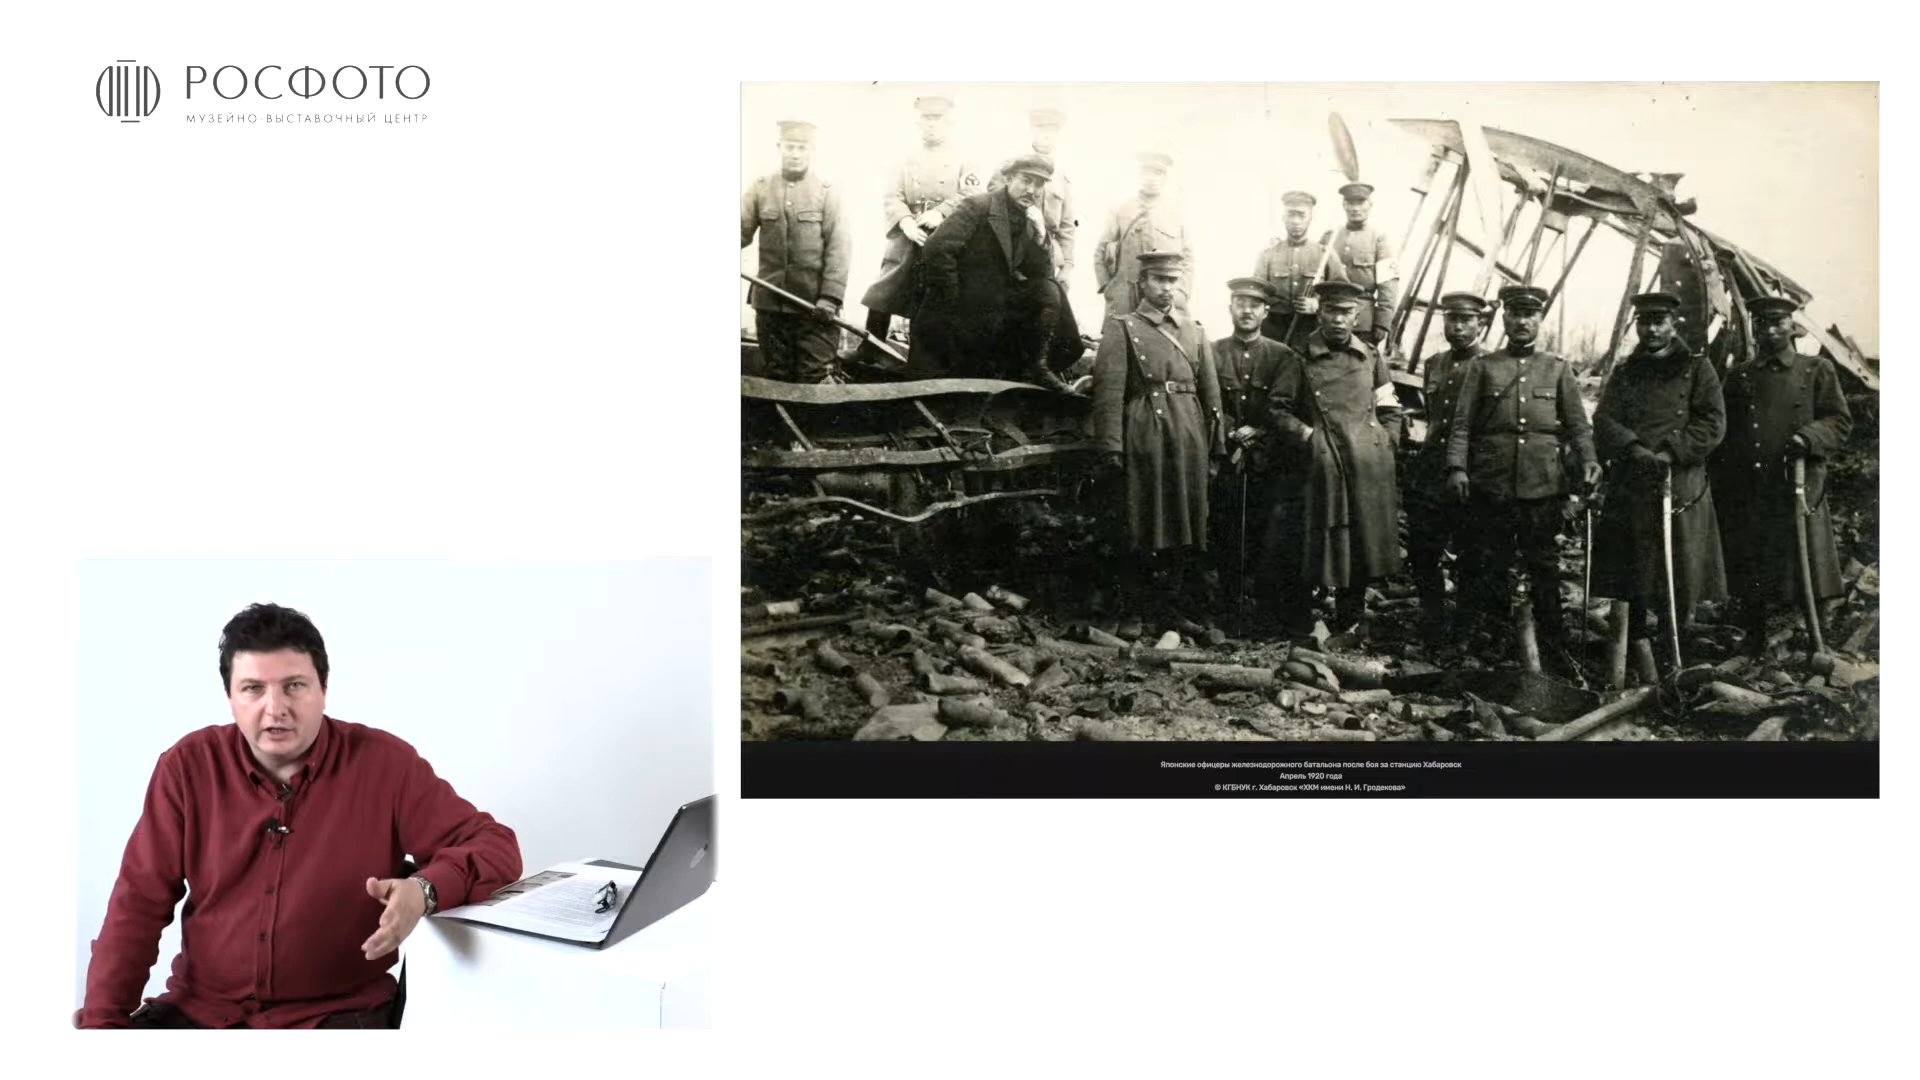 РОСФОТО
МУЗЕЙНО-ВЫСТАВОЧНЫЙ ЦЕНТР
Японские офицеры железнодорожного батальона после боя за станцию Хабаровск
Апрель 1920 года
© КГБНУК г. Хабаровск «ХКМ имени Н. И. Гродекова»